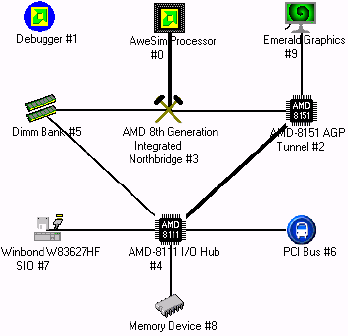 Debugger #1
AweSim Processor
#0
Emerald Graphics
#9
Dimm Bank #5
AMD 8th Generation
Integrated
Northbridge #3
AMD
8151
AMD-8151 AGP
Tunnel #2
Winbond W83627HF
SIO #7
AMD
8111
AMD-8111 I/O Hub
#4
PCI Bus #6
Memory Device #8